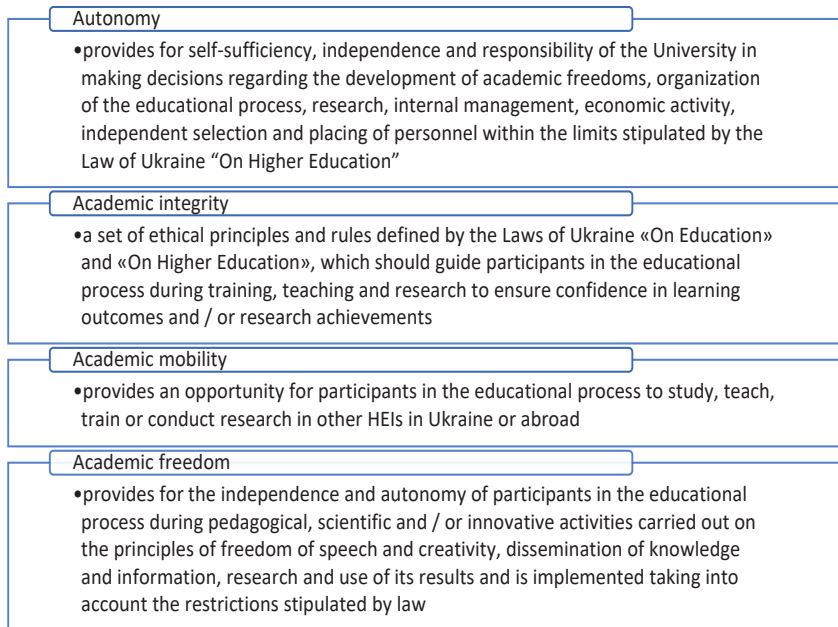 Autonomy
•provides for self-sufficiency, independence and responsibility of the University in
making decisions regarding the development of academic freedoms, organization
of the educational process, research, internal management, economic activity,
independent selection and placing of personnel within the limits stipulated by the
Law of Ukraine “On Higher Education”
Academic integrity
•a set of ethical principles and rules defined by the Laws of Ukraine «On Education»
and «On Higher Education», which should guide participants in the educational
process during training, teaching and research to ensure confidence in learning
outcomes and / or research achievements
Academic mobility
•provides an opportunity for participants in the educational process to study, teach,
train or conduct research in other HEIs in Ukraine or abroad
Academic freedom
•provides for the independence and autonomy of participants in the educational
process during pedagogical, scientific and / or innovative activities carried out on
the principles of freedom of speech and creativity, dissemination of knowledge
and information, research and use of its results and is implemented taking into
account the restrictions stipulated by law